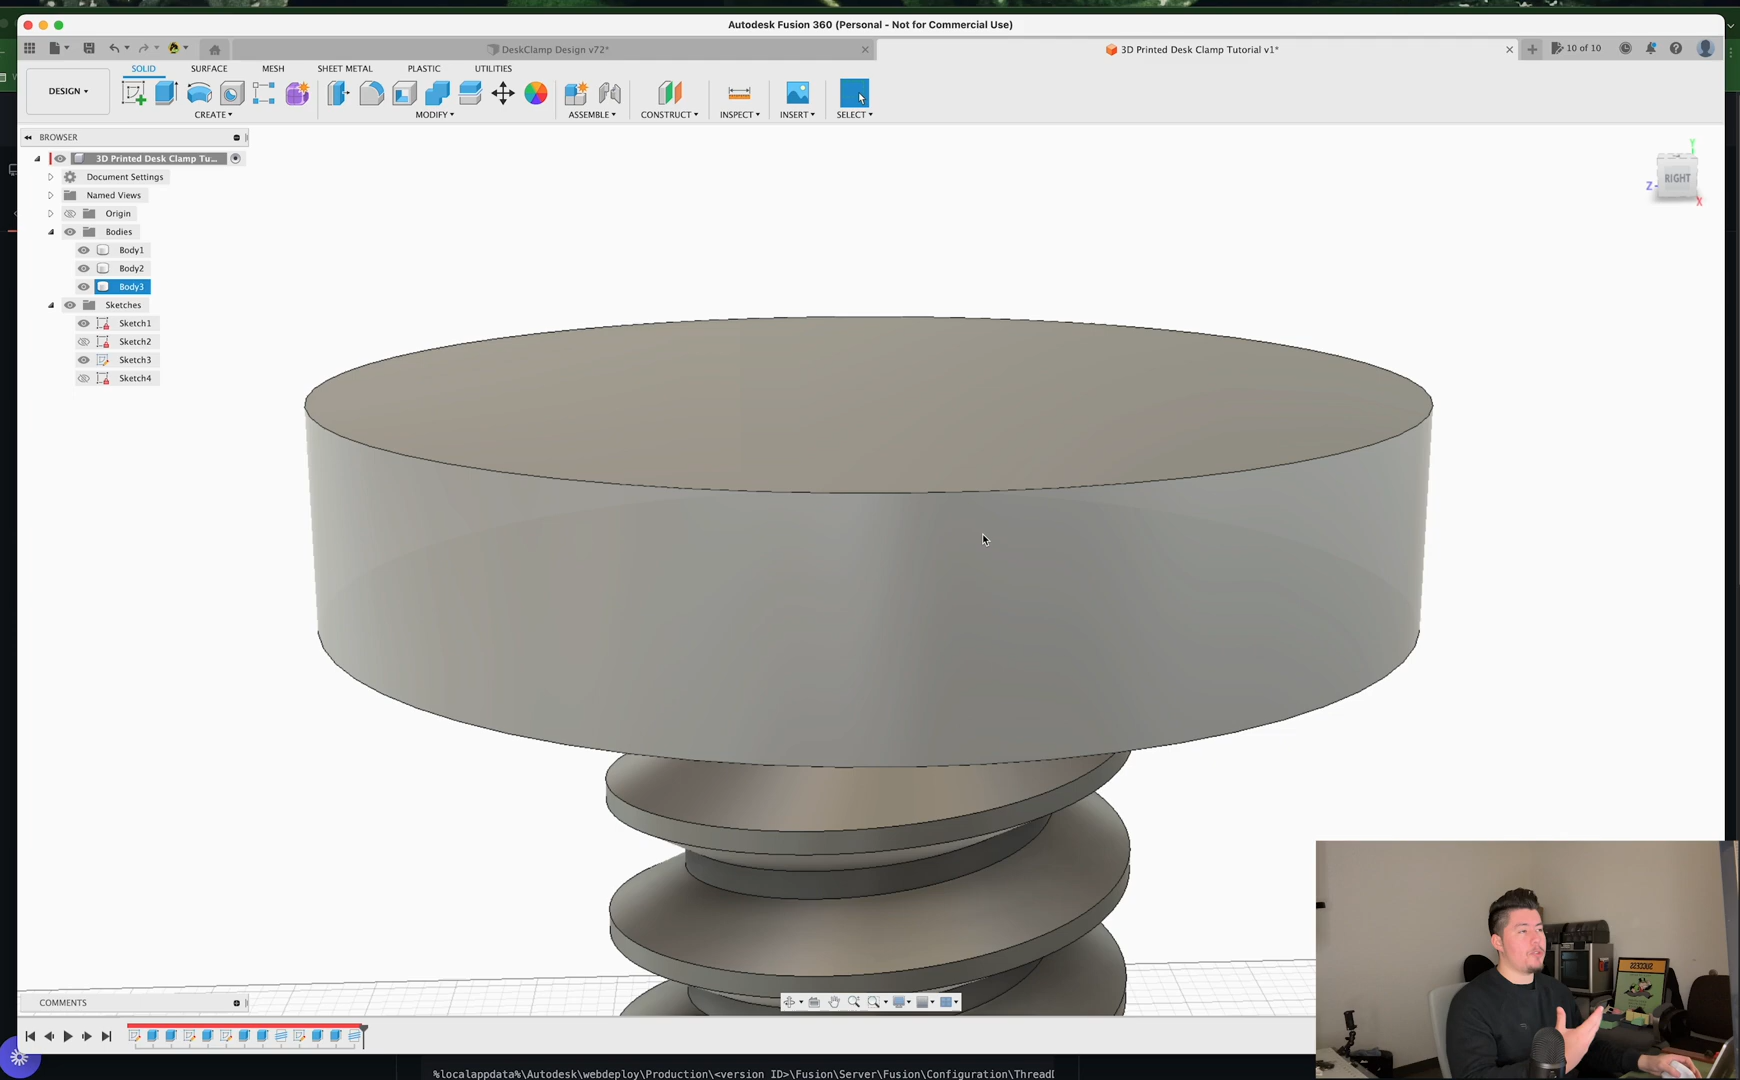 Autodesk Fusion 360 (Personal - Not for Commercial Use)
DeskClamp Design v72*
3D Printed Desk Clamp Tutorial v1*
10 of 10
SOLID
SURFACE
MESH
SHEET METAL
PLASTIC
UTILITIES
DESIGN
CREATE
MODIFY
ASSEMBLE
CONSTRUCT
INSPECT
INSERT
SELECT
BROWSER
3D Printed Desk Clamp Tu...
Document Settings
Named Views
Origin
Bodies
Body1
Body2
Body3
Sketches
Sketch1
Sketch2
Sketch3
Sketch4
Y
RIGHT
Z
X
COMMENTS
%localappdata%\Autodesk\webdeploy\Production\<version ID>\Fusion\Server\Fusion\Configuration\ThreadD